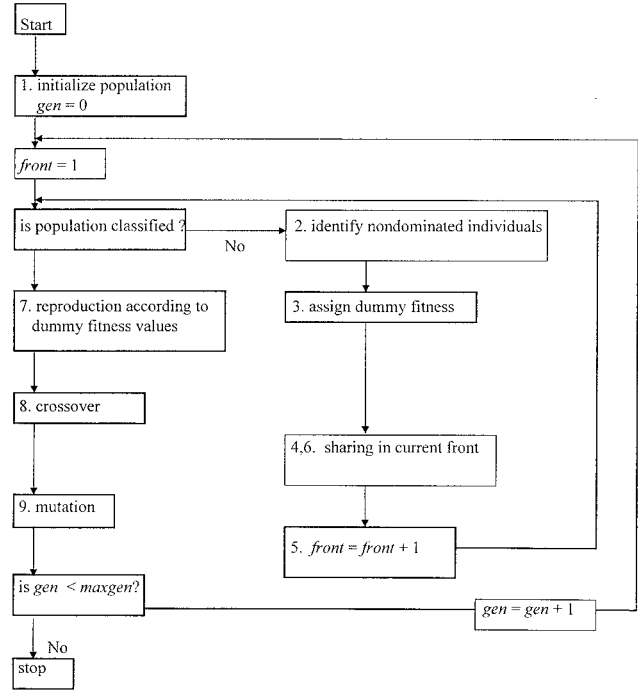 Start
1. initialize population
gen = 0
front = 1
is population classified ?
No
2. identify nondominated individuals
3. assign dummy fitness
7. reproduction according to
dummy fitness values
8. crossover
4,6. sharing in current front
9. mutation
5. front = front + 1
is gen < maxgen?
gen = gen + 1
No
stop